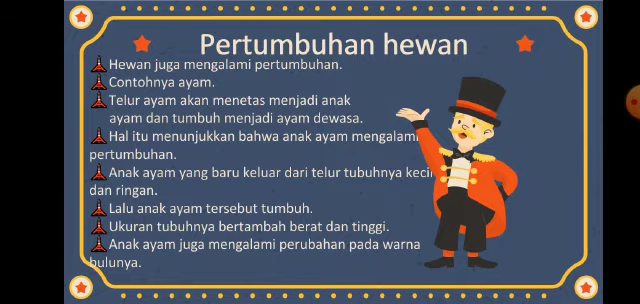 Pertumbuhan hewan
Hewan juga mengalami pertumbuhan.
Contohnya ayam.
Telur ayam akan menetas menjadi anak
ayam dan tumbuh menjadi ayam dewasa.
Hal itu menunjukkan bahwa anak ayam mengalami
pertumbuhan.
Anak ayam yang baru keluar dari telur tubuhnya kecil
dan ringan.
Lalu anak ayam tersebut tumbuh.
Ukuran tubuhnya bertambah berat dan tinggi.
Anak ayam juga mengalami perubahan pada warna
bulunya.